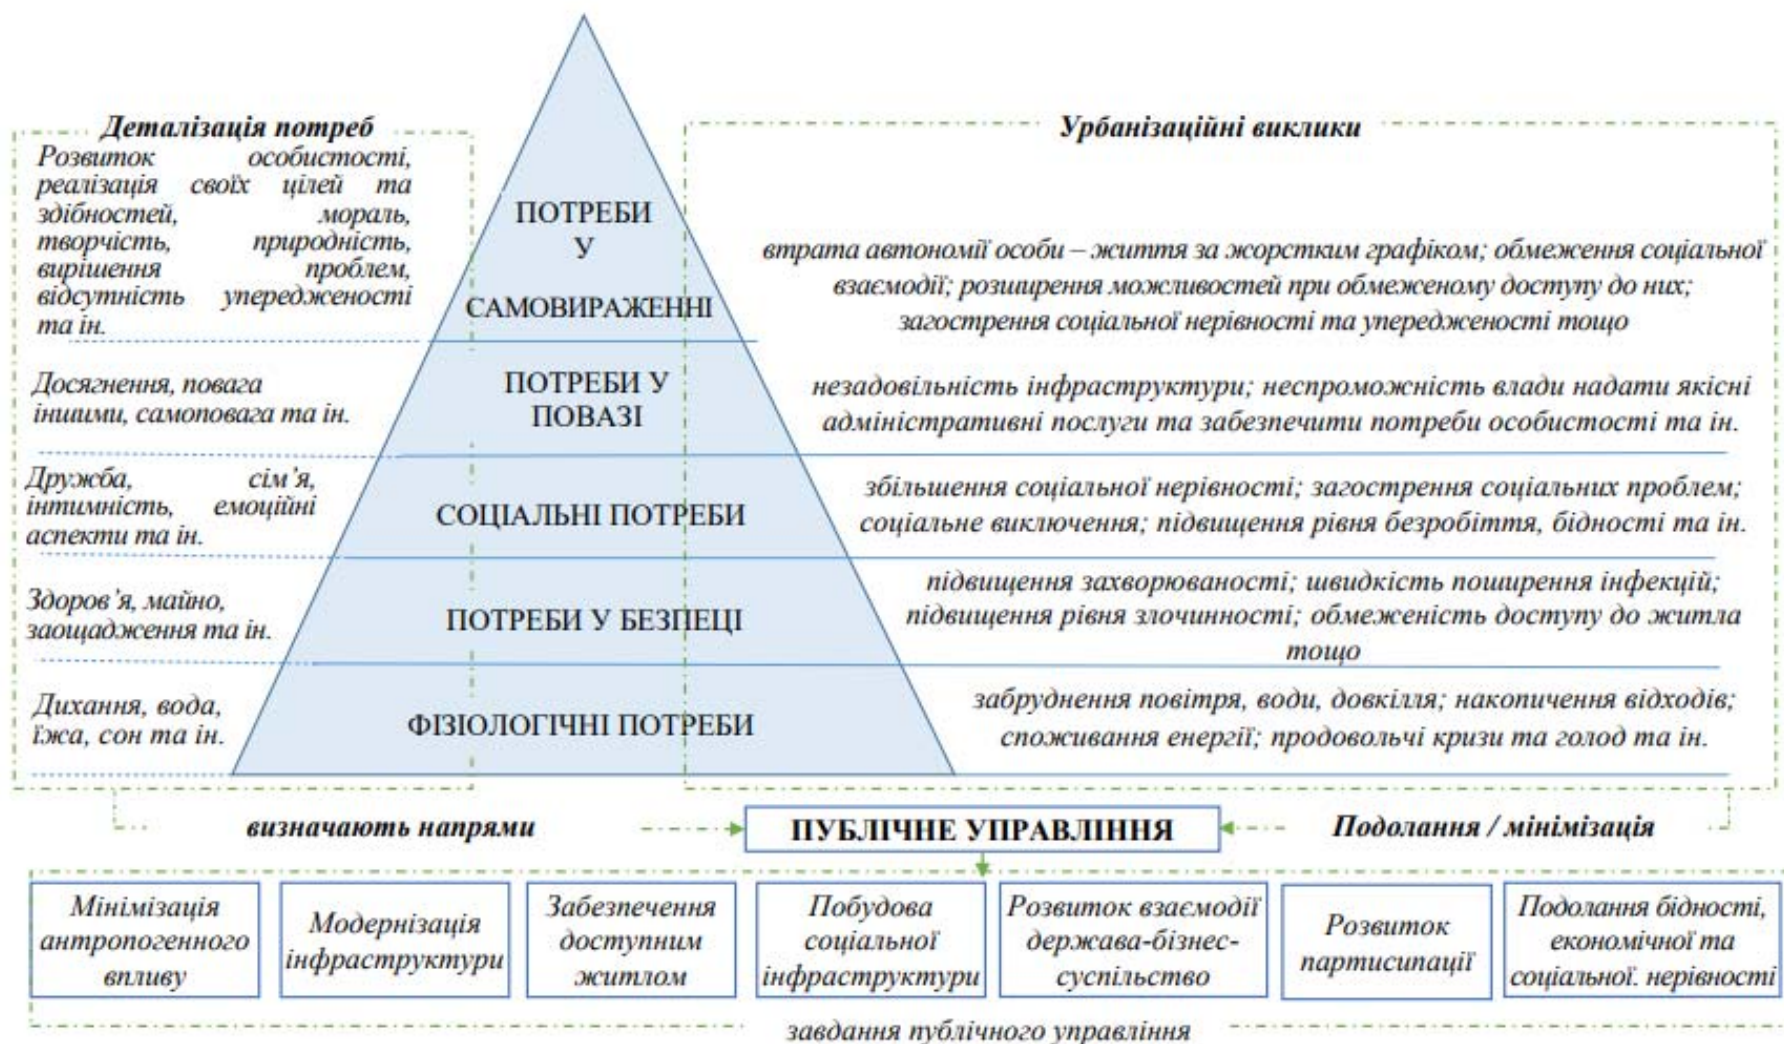 Деталізація потреб
Розвиток особистості,
реалізація своїх цілей та
здібностей, мораль,
творчість, природність,
вирішення проблем,
відсутність упередженості
та ін.
Досягнення, повага
іншими, самоповага та ін.
Дружба, сім’я,
інтимність, емоційні
аспекти та ін.
Здоров’я, майно,
заощадження та ін.
Дихання, вода,
їжа, сон та ін.
ПОТРЕБИ
У
САМОВИРАЖЕННІ
ПОТРЕБИ У
ПОВАЗІ
СОЦІАЛЬНІ ПОТРЕБИ
ПОТРЕБИ У БЕЗПЕЦІ
ФІЗІОЛОГІЧНІ ПОТРЕБИ
Урбанізаційні виклики
втрата автономії особи – життя за жорстким графіком; обмеження соціальної
взаємодії; розширення можливостей при обмеженому доступу до них;
загострення соціальної нерівності та упередженості тощо
незадовільність інфраструктури; неспроможність влади надати якісні
адміністративні послуги та забезпечити потреби особистості та ін.
збільшення соціальної нерівності; загострення соціальних проблем;
соціальне виключення; підвищення рівня безробіття, бідності та ін.
підвищення захворюваності; швидкість поширення інфекцій;
підвищення рівня злочинності; обмеженість доступу до житла
тощо
забруднення повітря, води, довкілля; накопичення відходів;
споживання енергії; продовольчі кризи та голод та ін.
визначають напрями
ПУБЛІЧНЕ УПРАВЛІННЯ
Подолання / мінімізація
Мінімізація
антропогенного
впливу
Модернізація
інфраструктури
Забезпечення
доступним
житлом
Побудова
соціальної
інфраструктури
Розвиток взаємодії
держава-бізнес-
суспільство
Розвиток
партисипації
Подолання бідності,
економічної та
соціальної. нерівності
завдання публічного управління